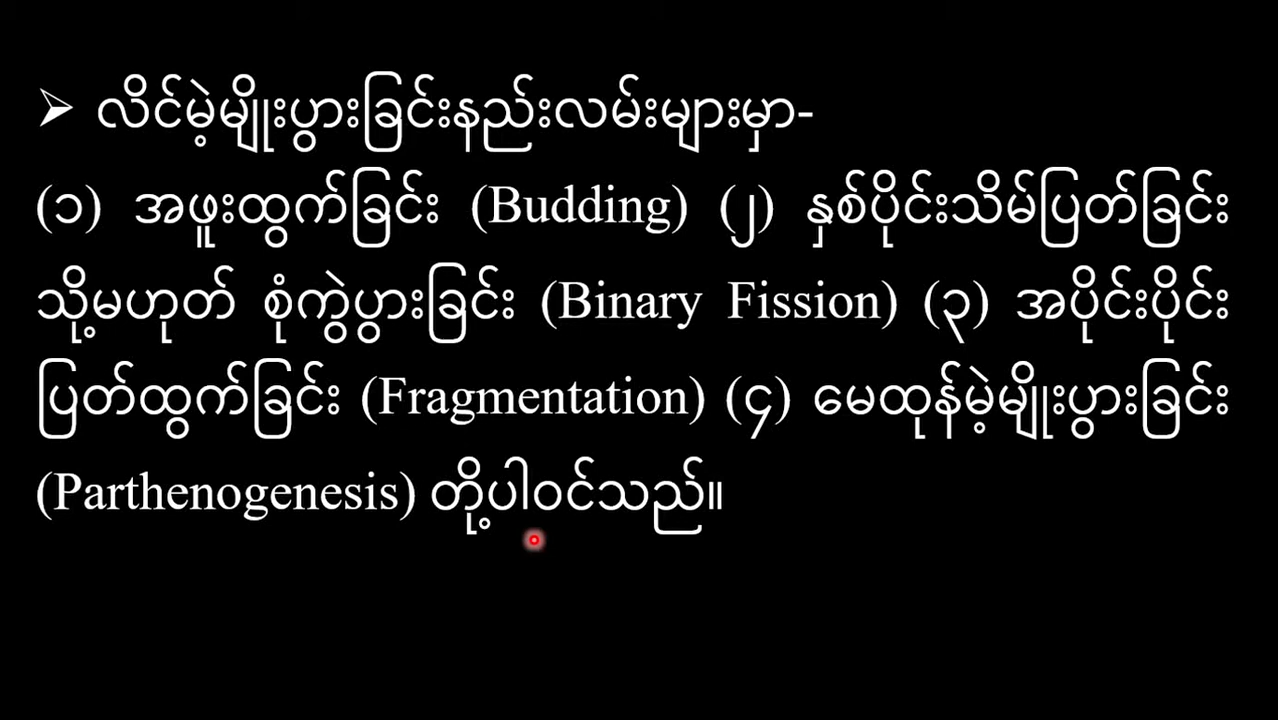 ➢ လိင်မဲ့မျိုးပွားခြင်းနည်းလမ်းများမှာ-
(၁) အဖူးထွက်ခြင်း (Budding) (၂) နှစ်ပိုင်းသိမ်ပြတ်ခြင်း
သို့မဟုတ် စုံကွဲပွားခြင်း (Binary Fission) (၃) အပိုင်းပိုင်း
ပြတ်ထွက်ခြင်း (Fragmentation) (၄) မေထုန်မဲ့မျိုးပွားခြင်း
(Parthenogenesis) တို့ပါဝင်သည်။